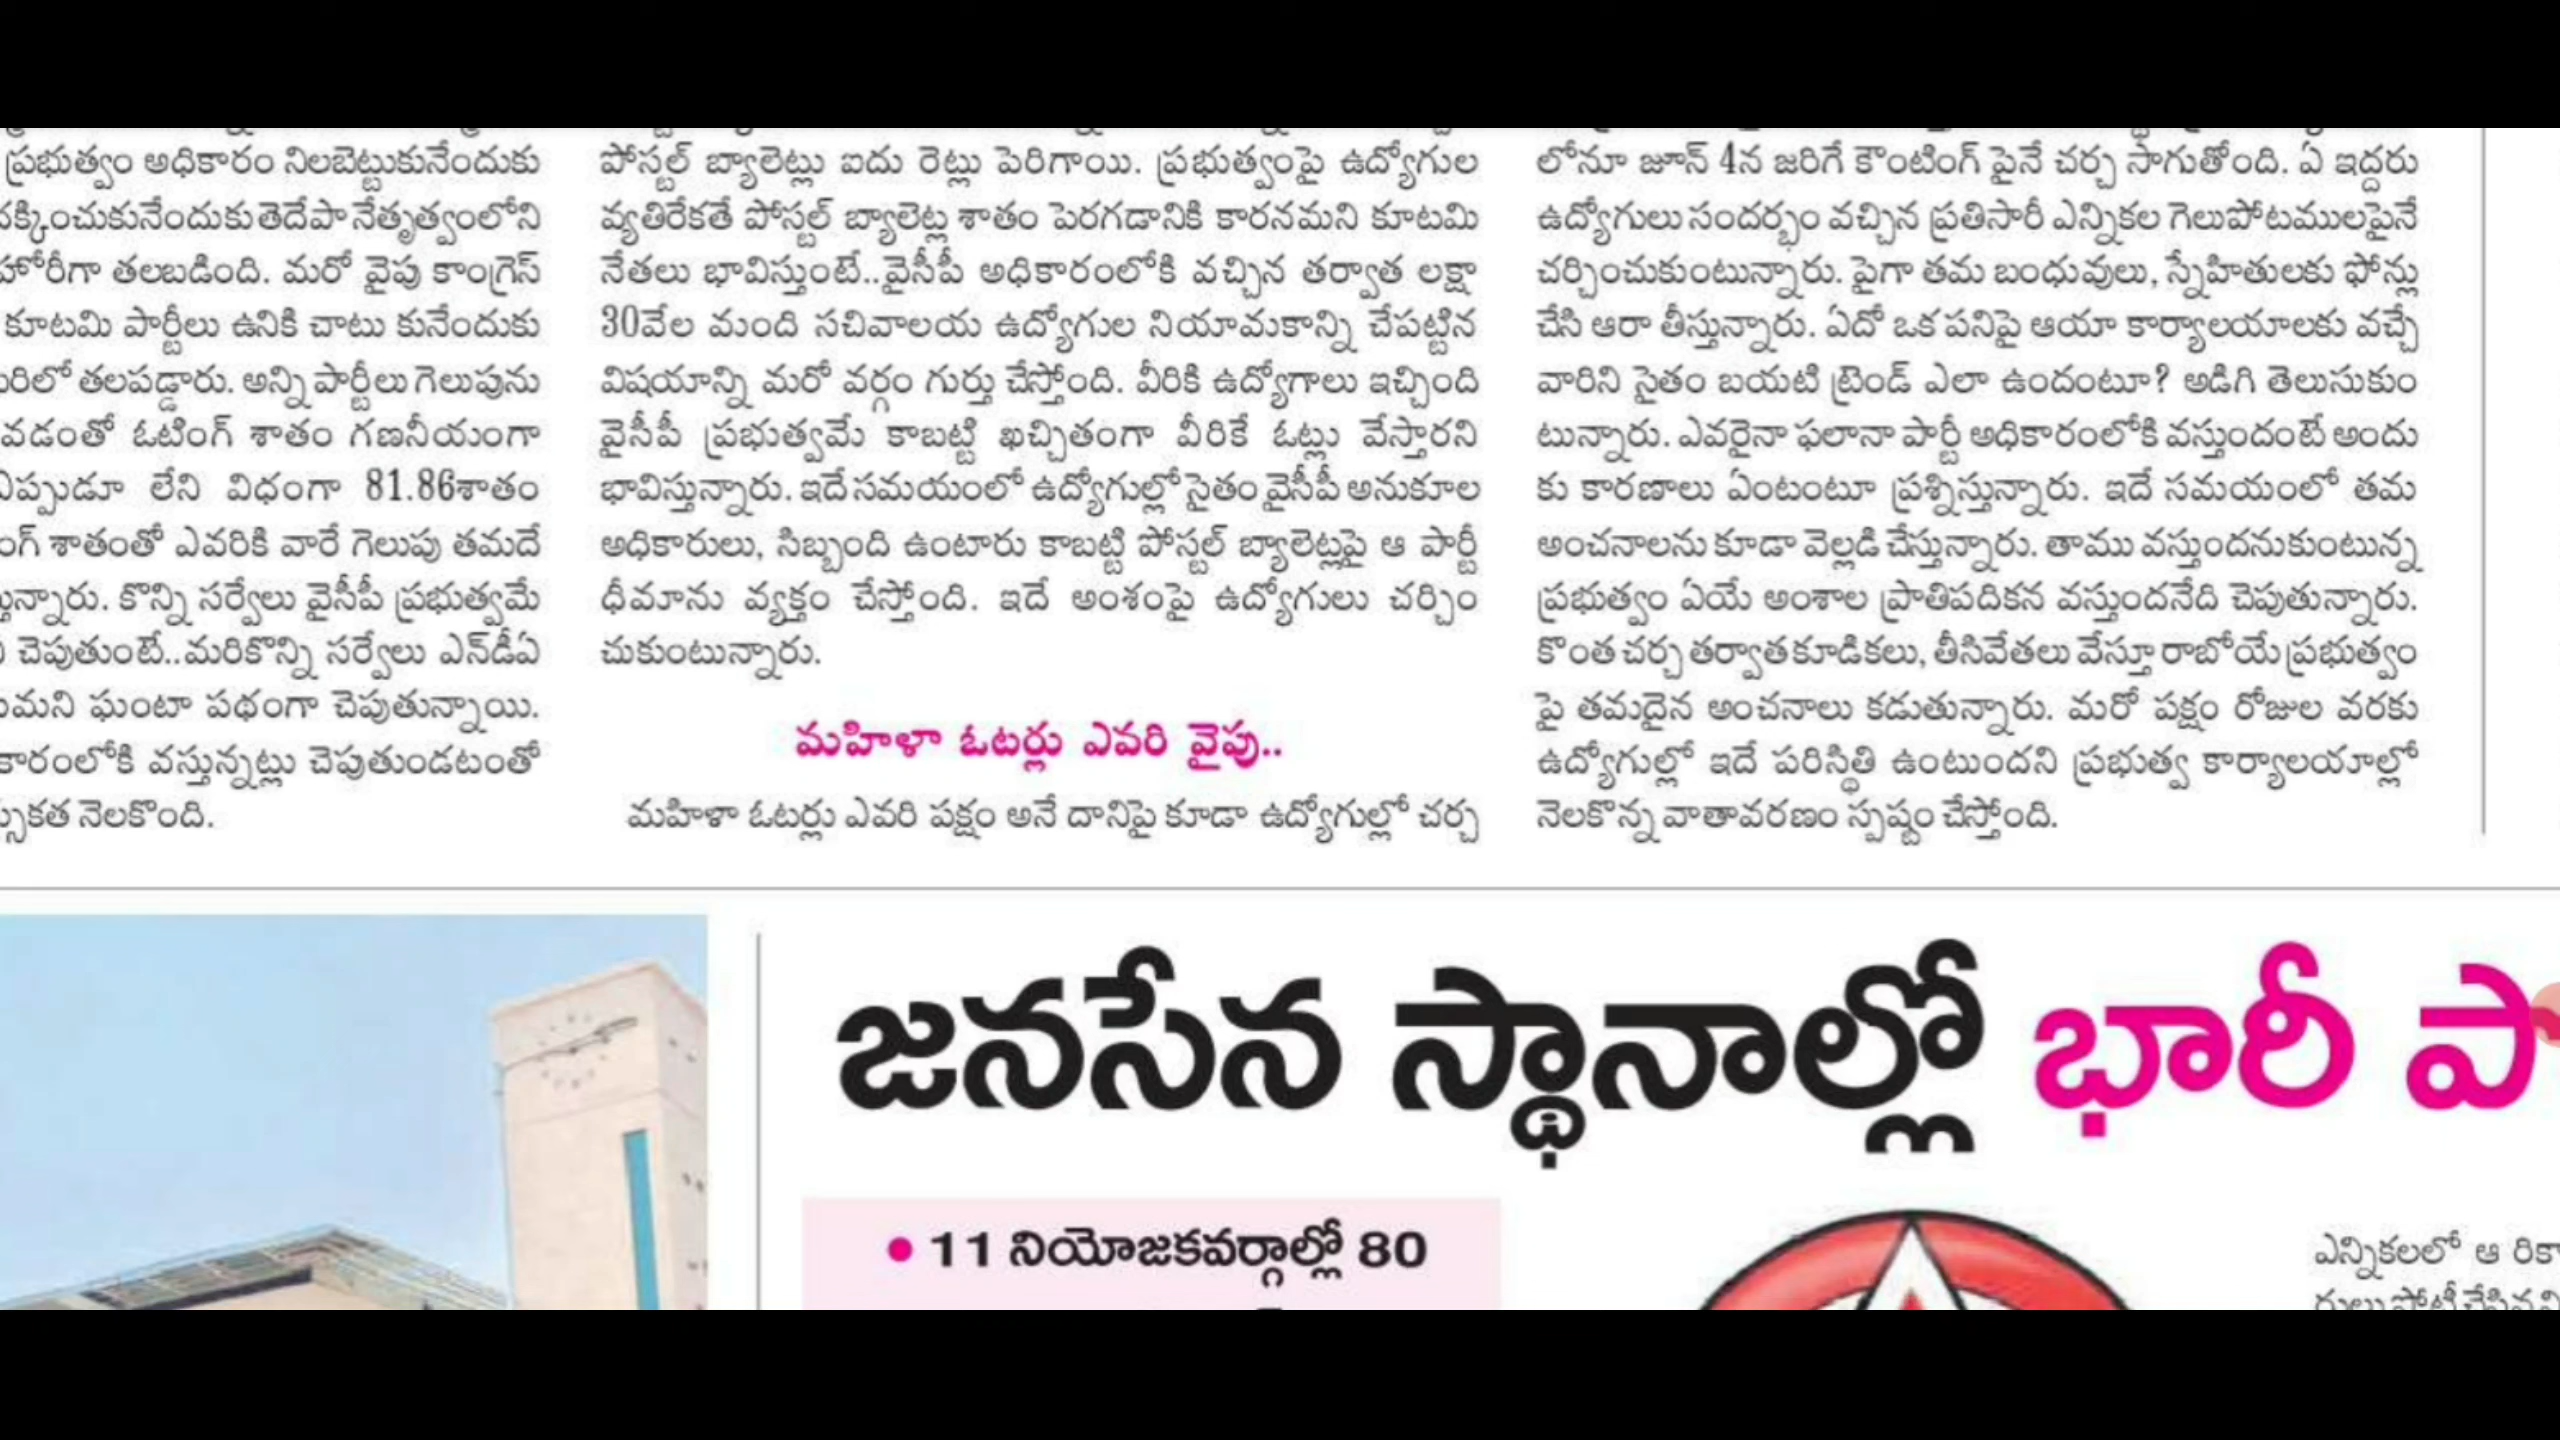 ప్రభుత్వం అధికారం నిలబెట్టుకునేందుకు
దక్కించుకునేందుకు తెదేపా నేతృత్వంలోని
హోరీగా తలబడింది. మరో వైపు కాంగ్రెస్
కూటమి పార్టీలు ఉనికి చాటు కునేందుకు
తలపడ్డారు. అన్ని పార్టీలు గెలుపును
ఓటింగ్ శాతం గణనీయంగా
లేని విధంగా 81.86శాతం
శాతంతో ఎవరికి వారే గెలుపు తమదే
కొన్ని సర్వేలు వైసీపీ ప్రభుత్వమే
చెపుతుంటే..మరికొన్ని సర్వేలు ఎన్‌డీఏ
ఘంటా పథంగా చెపుతున్నాయి.
వస్తున్నట్లు చెపుతుండటంతో
నెలకొంది.
పోస్టల్ బ్యాలెట్లు ఐదు రెట్లు పెరిగాయి. ప్రభుత్వంపై ఉద్యోగుల
వ్యతిరేకతే పోస్టల్ బ్యాలెట్ల శాతం పెరగడానికి కారనమని కూటమి
నేతలు భావిస్తుంటే..వైసీపీ అధికారంలోకి వచ్చిన తర్వాత లక్షా
30వేల మంది సచివాలయ ఉద్యోగుల నియామకాన్ని చేపట్టిన
విషయాన్ని మరో వర్గం గుర్తు చేస్తోంది. వీరికి ఉద్యోగాలు ఇచ్చింది
వైసీపీ ప్రభుత్వమే కాబట్టి ఖచ్చితంగా వీరికే ఓట్లు వేస్తారని
భావిస్తున్నారు. ఇదే సమయంలో ఉద్యోగుల్లో సైతం వైసీపీ అనుకూల
అధికారులు, సిబ్బంది ఉంటారు కాబట్టి పోస్టల్ బ్యాలెట్లపై ఆ పార్టీ
ధీమాను వ్యక్తం చేస్తోంది. ఇదే అంశంపై ఉద్యోగులు చర్చిం
చుకుంటున్నారు.
మహిళా ఓటర్లు ఎవరి వైపు..
మహిళా ఓటర్లు ఎవరి పక్షం అనే దానిపై కూడా ఉద్యోగుల్లో చర్చ
లోనూ జూన్ 4న జరిగే కౌంటింగ్ పైనే చర్చ సాగుతోంది. ఏ ఇద్దరు
ఉద్యోగులు సందర్భం వచ్చిన ప్రతిసారీ ఎన్నికల గెలుపోటములపైనే
చర్చించుకుంటున్నారు. పైగా తమ బంధువులు, స్నేహితులకు ఫోన్లు
చేసి ఆరా తీస్తున్నారు. ఏదో ఒక పనిపై ఆయా కార్యాలయాలకు వచ్చే
వారిని సైతం బయటి ట్రెండ్ ఎలా ఉందంటూ? అడిగి తెలుసుకుం
టున్నారు. ఎవరైనా ఫలానా పార్టీ అధికారంలోకి వస్తుందంటే అందు
కు కారణాలు ఏంటంటూ ప్రశ్నిస్తున్నారు. ఇదే సమయంలో తమ
అంచనాలను కూడా వెల్లడి చేస్తున్నారు. తాము వస్తుందనుకుంటున్న
ప్రభుత్వం ఏయే అంశాల ప్రాతిపదికన వస్తుందనేది చెపుతున్నారు.
కొంత చర్చ తర్వాత కూడికలు, తీసివేతలు వేస్తూ రాబోయే ప్రభుత్వం
పై తమదైన అంచనాలు కడుతున్నారు. మరో పక్షం రోజుల వరకు
ఉద్యోగుల్లో ఇదే పరిస్థితి ఉంటుందని ప్రభుత్వ కార్యాలయాల్లో
నెలకొన్న వాతావరణం స్పష్టం చేస్తోంది.
జనసేన స్థానాల్లో భారీ
• 11 నియోజకవర్గాల్లో 80
ఎన్నికలలో ఆ